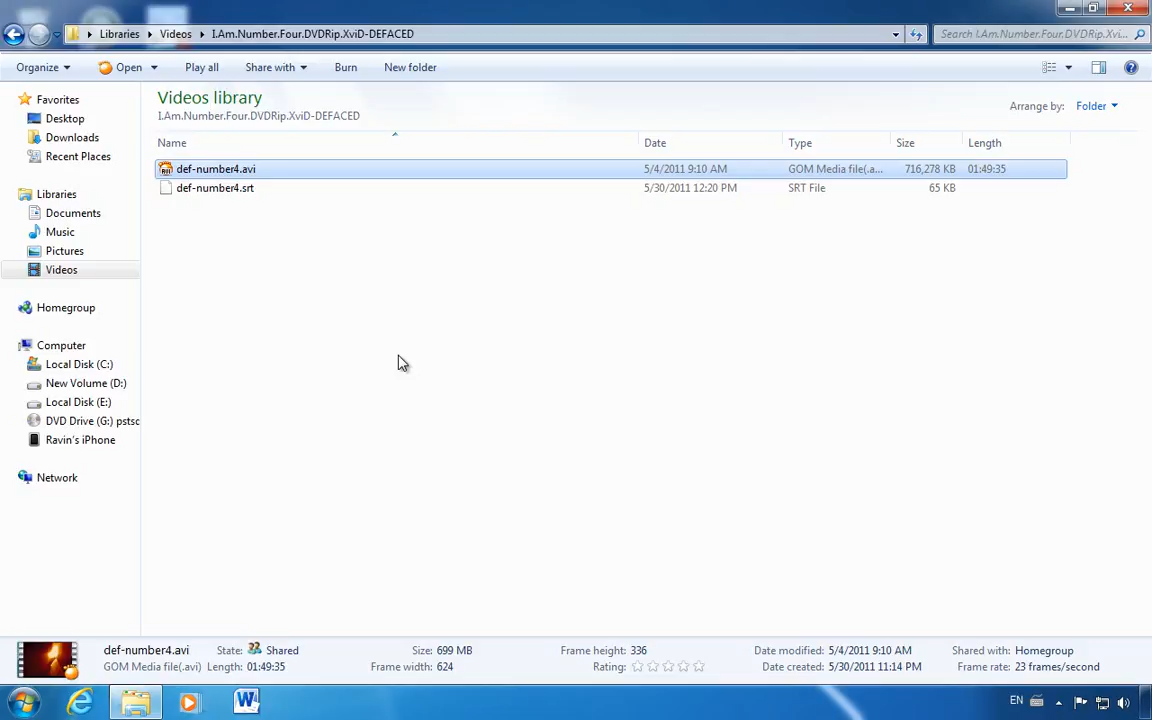 Libraries Videos I.Am.Number.Four.DVDRip.XviD-DEFACED
Search I.Am.Number.Four.DVDRip.Xvi...
Organize Open Play all Share with Burn New folder
Favorites
Desktop
Downloads
Recent Places
Libraries
Documents
Music
Pictures
Videos
Homegroup
Computer
Local Disk (C:)
New Volume (D:)
Local Disk (E:)
DVD Drive (G:) pstsc
Ravin's iPhone
Network
Videos library
I.Am.Number.Four.DVDRip.XviD-DEFACED
Arrange by: Folder
Name Date Type Size Length
def-number4.avi 5/4/2011 9:10 AM GOM Media file(.a... 716,278 KB 01:49:35
def-number4.srt 5/30/2011 12:20 PM SRT File 65 KB
def-number4.avi State: Shared Size: 699 MB Frame height: 336 Date modified: 5/4/2011 9:10 AM Shared with: Homegroup
GOM Media file(.avi) Length: 01:49:35 Frame width: 624 Rating: Date created: 5/30/2011 11:14 PM Frame rate: 23 frames/second
EN